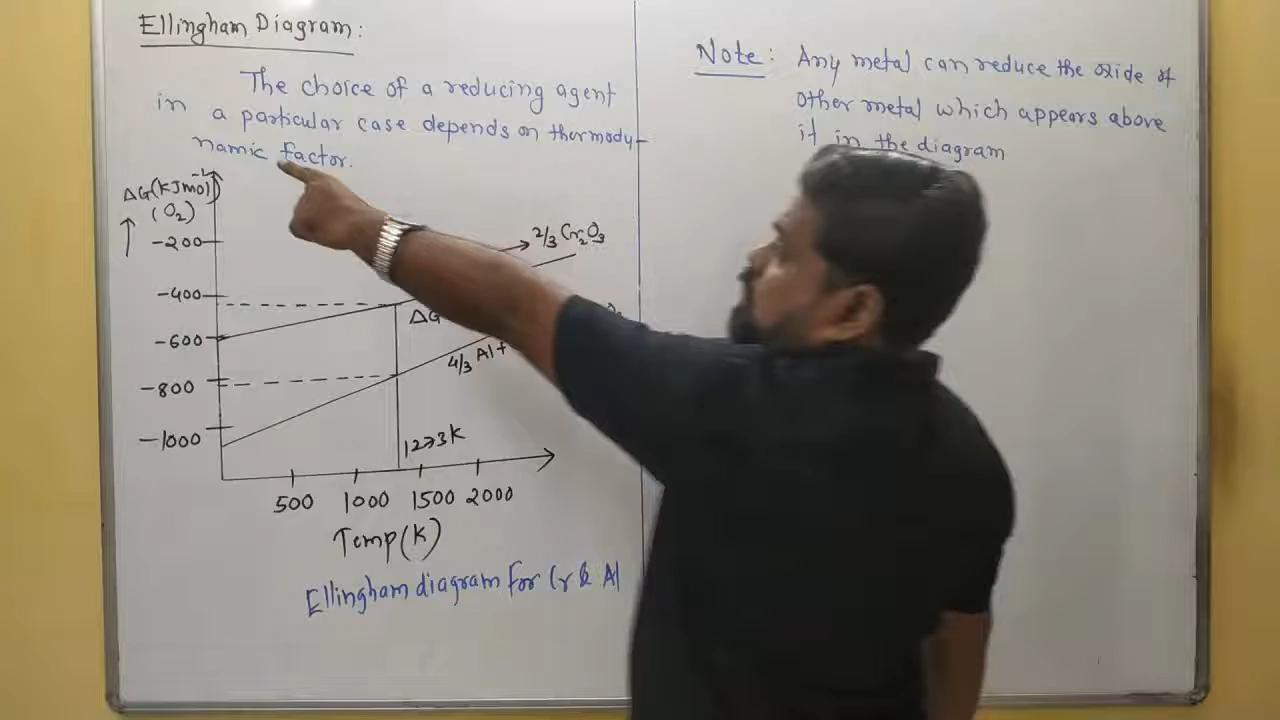 Ellingham Diagram:
The choice of a reducing agent
in a particular case depends on thermody-
namic factor.
ΔG(KJmol⁻¹)
(O₂)
-200
-400
-600
-800
-1000
2/3 Cr₂O₃
ΔG
4/3 Al +
1273K
500 1000 1500 2000
Temp(K)
Ellingham diagram for Cr & Al
Note: Any metal can reduce the oxide of
other metal which appears above
it in the diagram